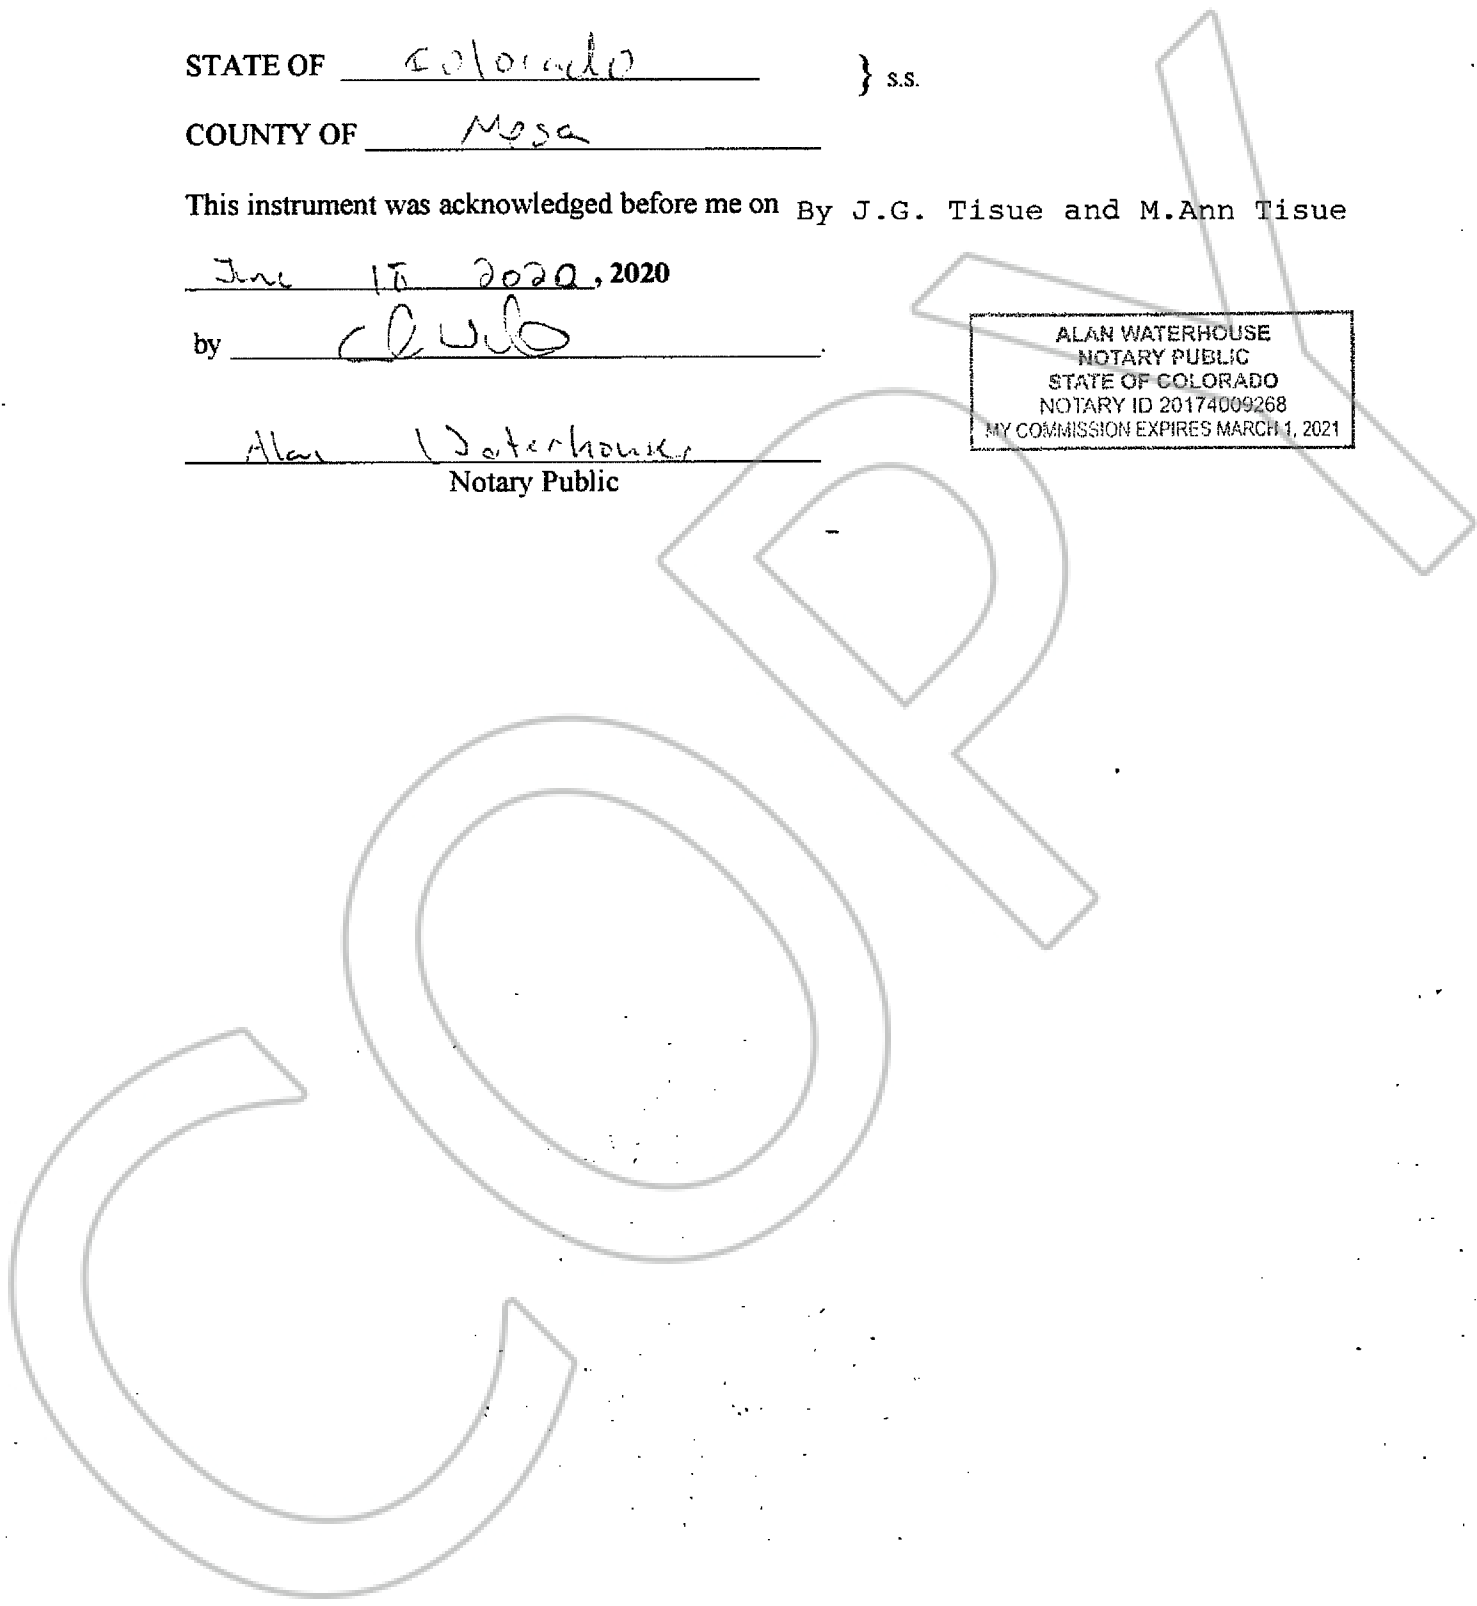 STATE OF Colorado } s.s.
COUNTY OF Mesa
This instrument was acknowledged before me on By J.G. Tisue and M.Ann Tisue
June 2020, 2020
by
ALAN WATERHOUSE
NOTARY PUBLIC
STATE OF COLORADO
NOTARY ID 20174009268
MY COMMISSION EXPIRES MARCH 1, 2021
Alan Waterhouse
Notary Public
COPY